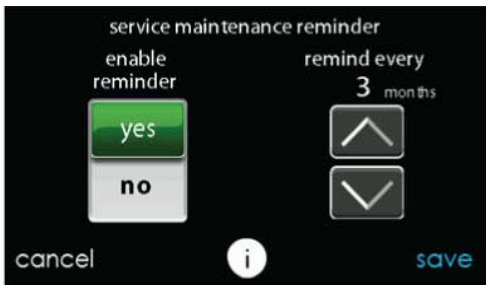 service maintenance reminder
enable
reminder
remind every
3 months
yes
no
cancel
i
save